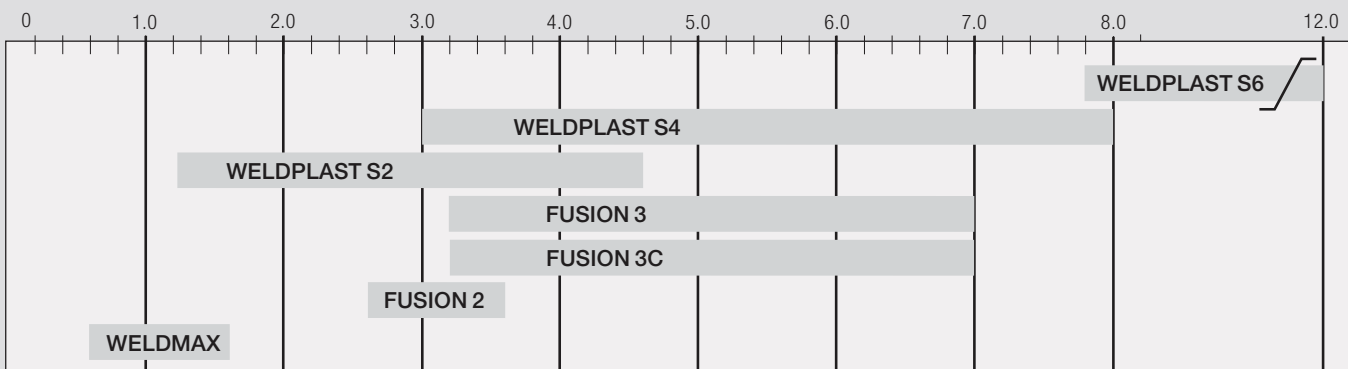 0 1.0 2.0 3.0 4.0 5.0 6.0 7.0 8.0 12.0
WELDPLAST S6
WELDPLAST S4
WELDPLAST S2
FUSION 3
FUSION 3C
FUSION 2
WELDMAX